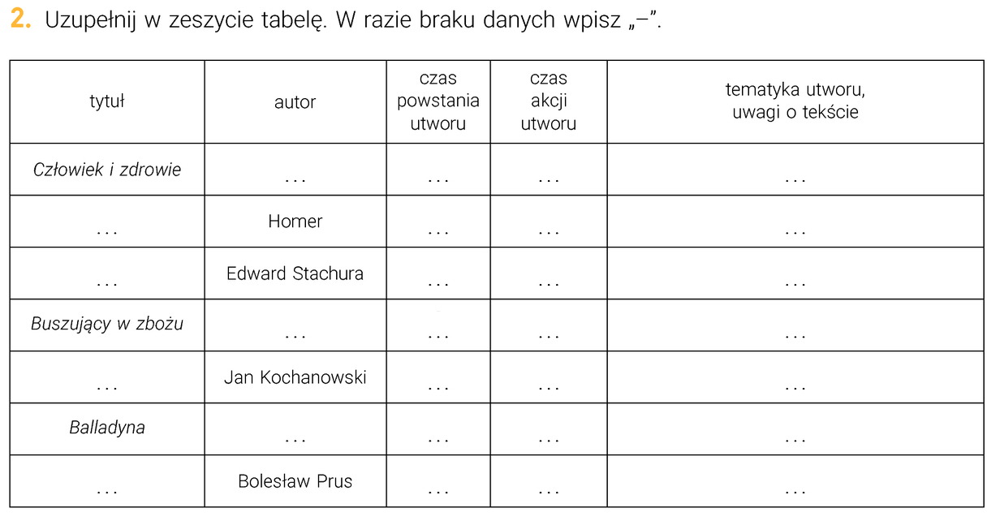 2. Uzupełnij w zeszycie tabelę. W razie braku danych wpisz „–”.
tytuł
autor
czas
powstania
utworu
czas
akcji
utworu
tematyka utworu,
uwagi o tekście
Człowiek i zdrowie
...
...
...
...
...
Homer
...
...
...
...
Edward Stachura
...
...
...
Buszujący w zbożu
...
...
...
...
...
Jan Kochanowski
...
...
...
Balladyna
...
...
...
...
...
Bolesław Prus
...
...
...